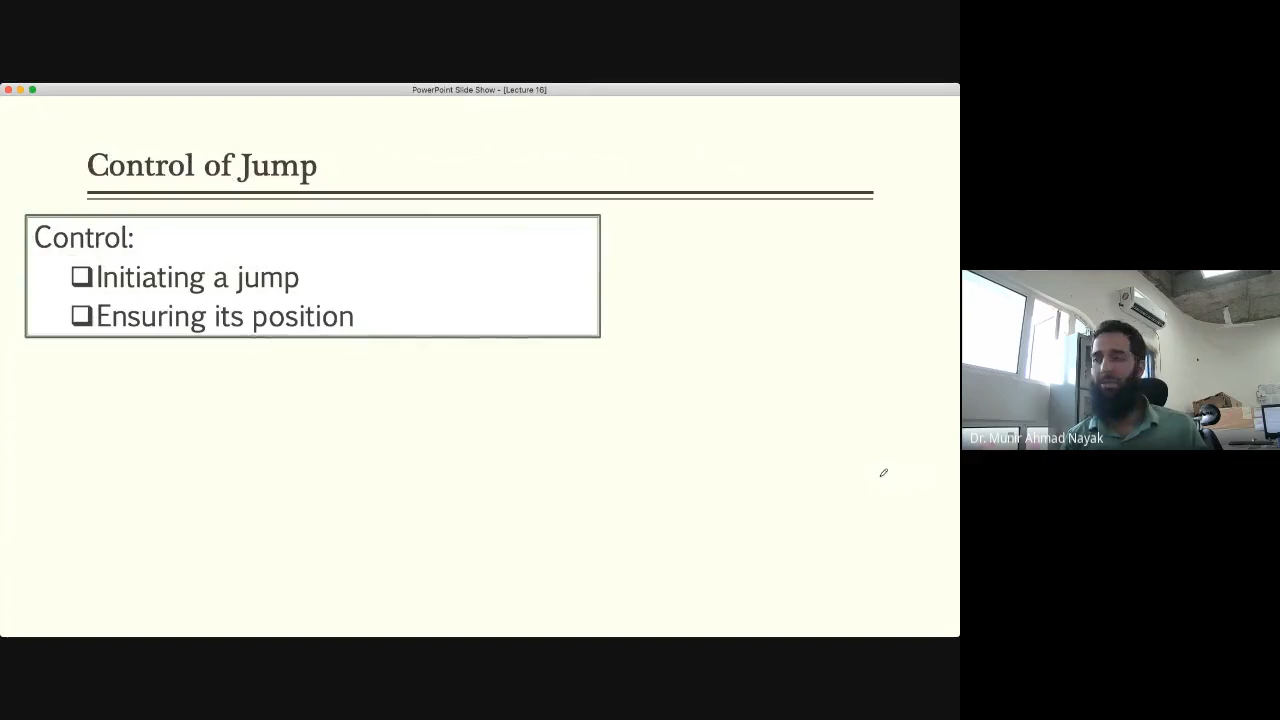 PowerPoint Slide Show - [Lecture 16]
Control of Jump
Control:
❑Initiating a jump
❑Ensuring its position
Dr. Munir Ahmad Nayak